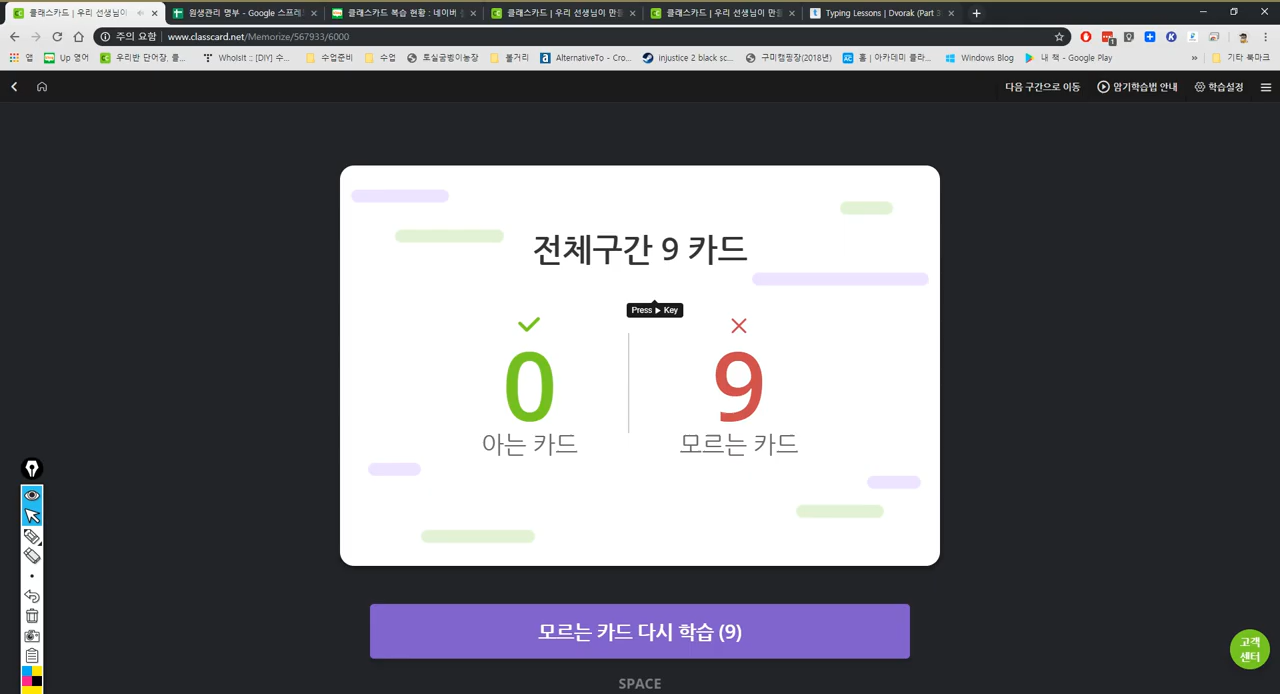 클래스카드 | 우리 선생님이
원생관리 명부 - Google 스프레
클래스카드 복습 현황 : 네이버
클래스카드 | 우리 선생님이 만든
클래스카드 | 우리 선생님이 만들
Typing Lessons | Dvorak (Part 3
주의 요함 | www.classcard.net/Memorize/567933/6000
앱
Up 영어
우리반 단어장, 클...
WhoIst :: [DIY] 수...
수업준비
수업
토실굼벵이농장
볼거리
AlternativeTo - Cro...
injustice 2 black sc...
구미캠핑장(2018년)
홈 | 아카데미 클라...
Windows Blog
내 책 - Google Play
»
기타 북마크
다음 구간으로 이동
암기학습법 안내
학습설정
전체구간 9 카드
Press ▶ Key
0
아는 카드
9
모르는 카드
모르는 카드 다시 학습 (9)
SPACE
고객
센터